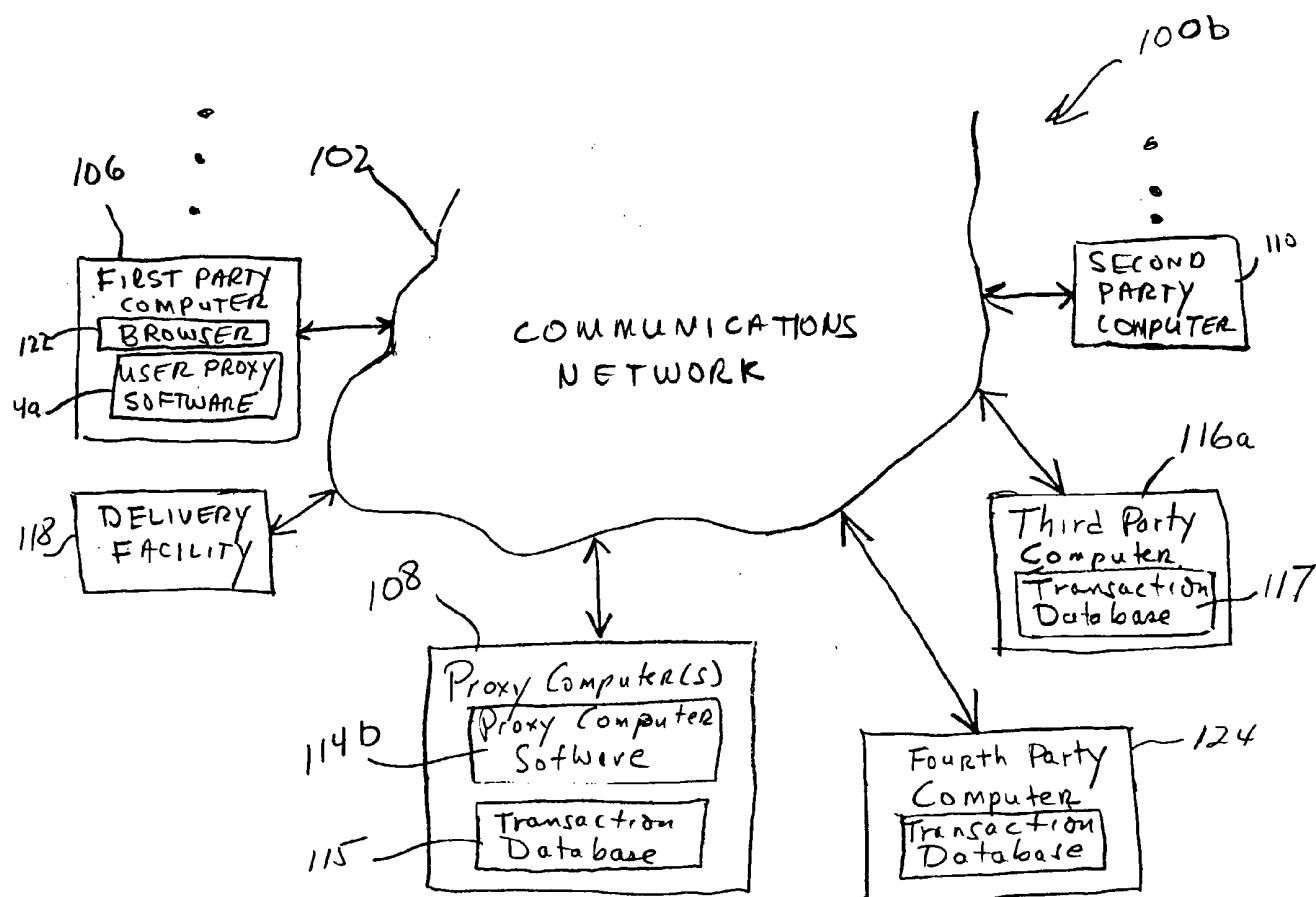 100b
102
106
FIRST PARTY
COMPUTER
BROWSER
122
USER PROXY
SOFTWARE
4a
COMMUNICATIONS
NETWORK
110
SECOND
PARTY
COMPUTER
118
DELIVERY
FACILITY
116a
Third Party
Computer
Transaction
Database
117
108
Proxy Computer(s)
Proxy Computer
Software
114b
Transaction
Database
115
124
Fourth Party
Computer
Transaction
Database